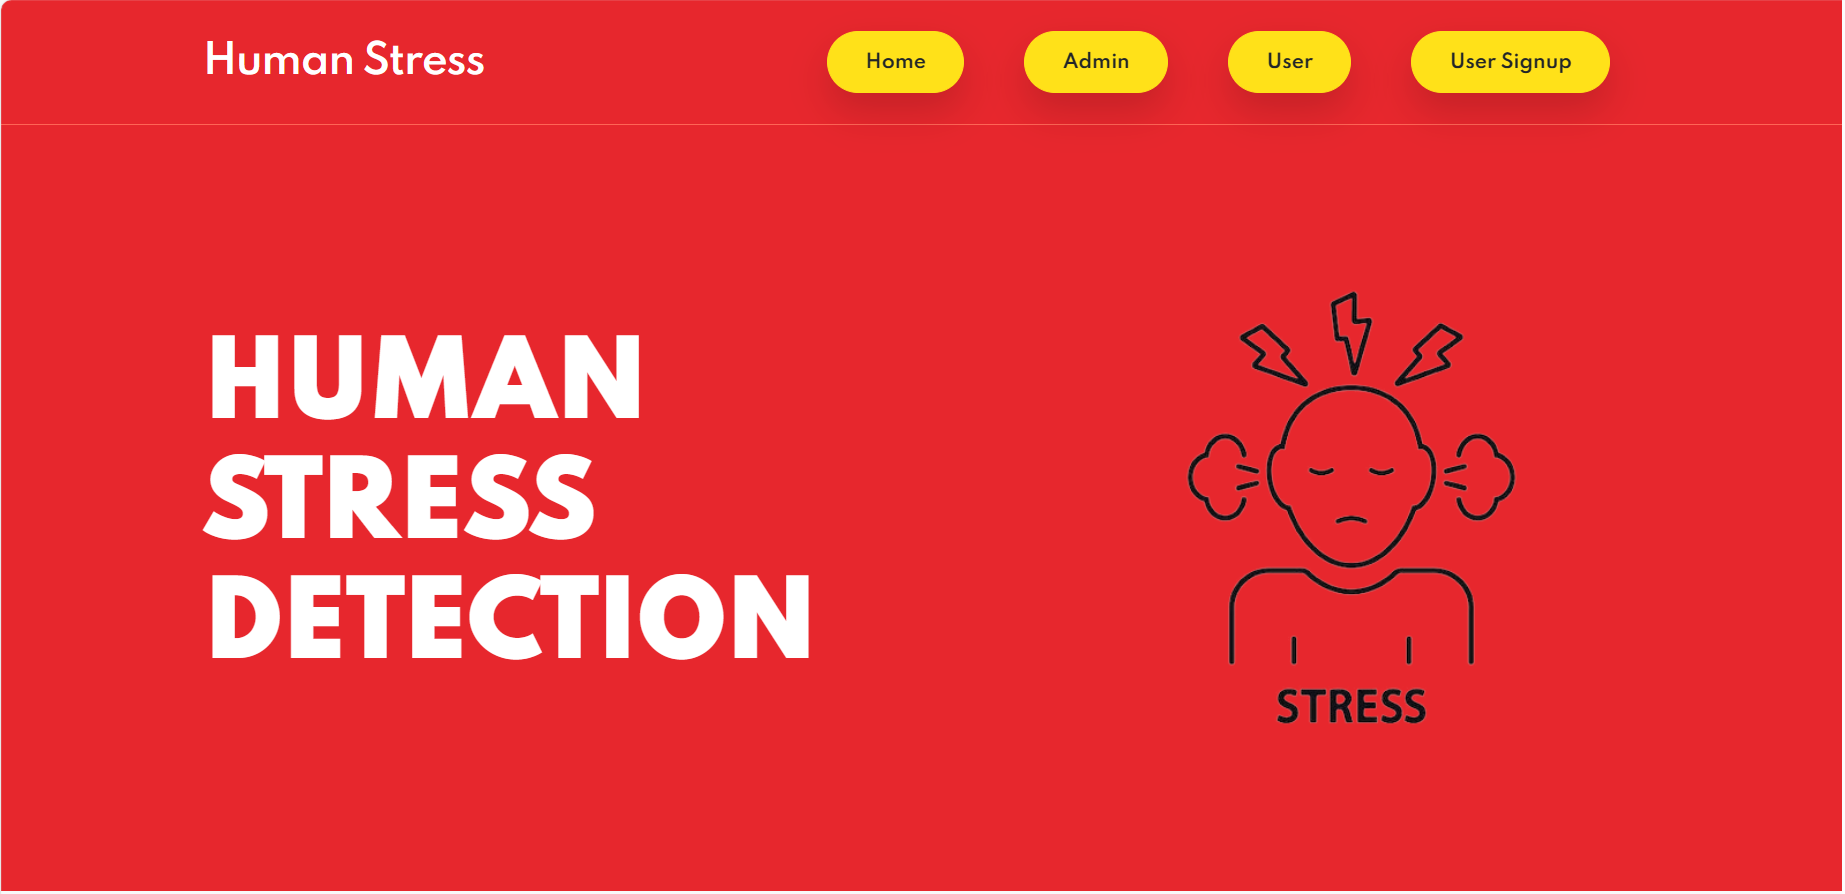 Human Stress
Home
Admin
User
User Signup
HUMAN
STRESS
DETECTION
STRESS